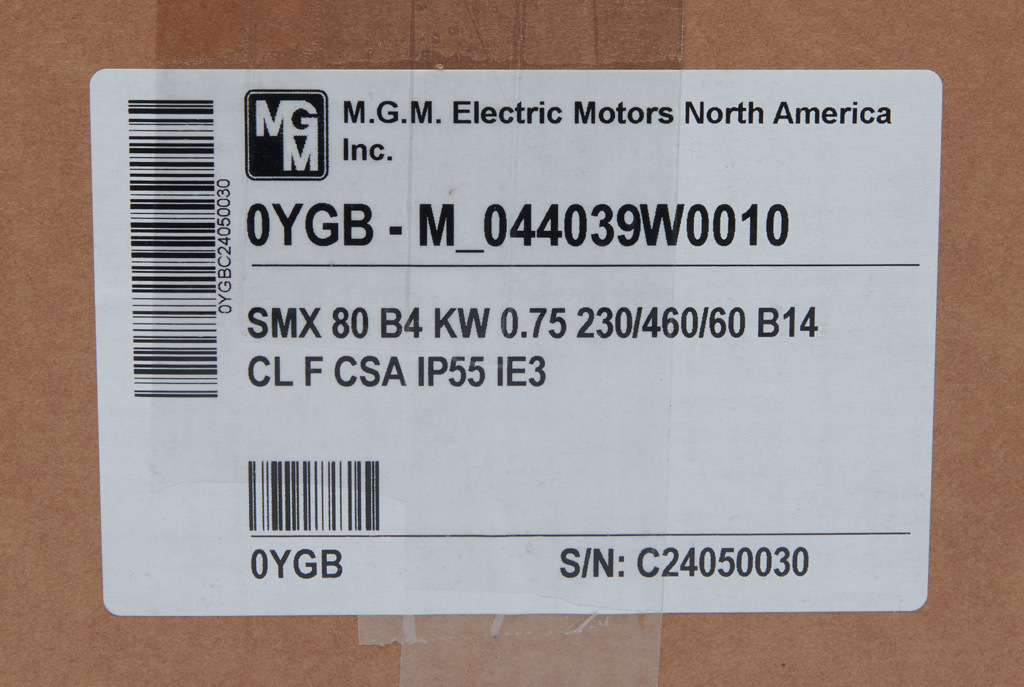 MGM
M.G.M. Electric Motors North America
Inc.
0YGBC24050030
0YGB - M_044039W0010
SMX 80 B4 KW 0.75 230/460/60 B14
CL F CSA IP55 IE3
0YGB
S/N: C24050030